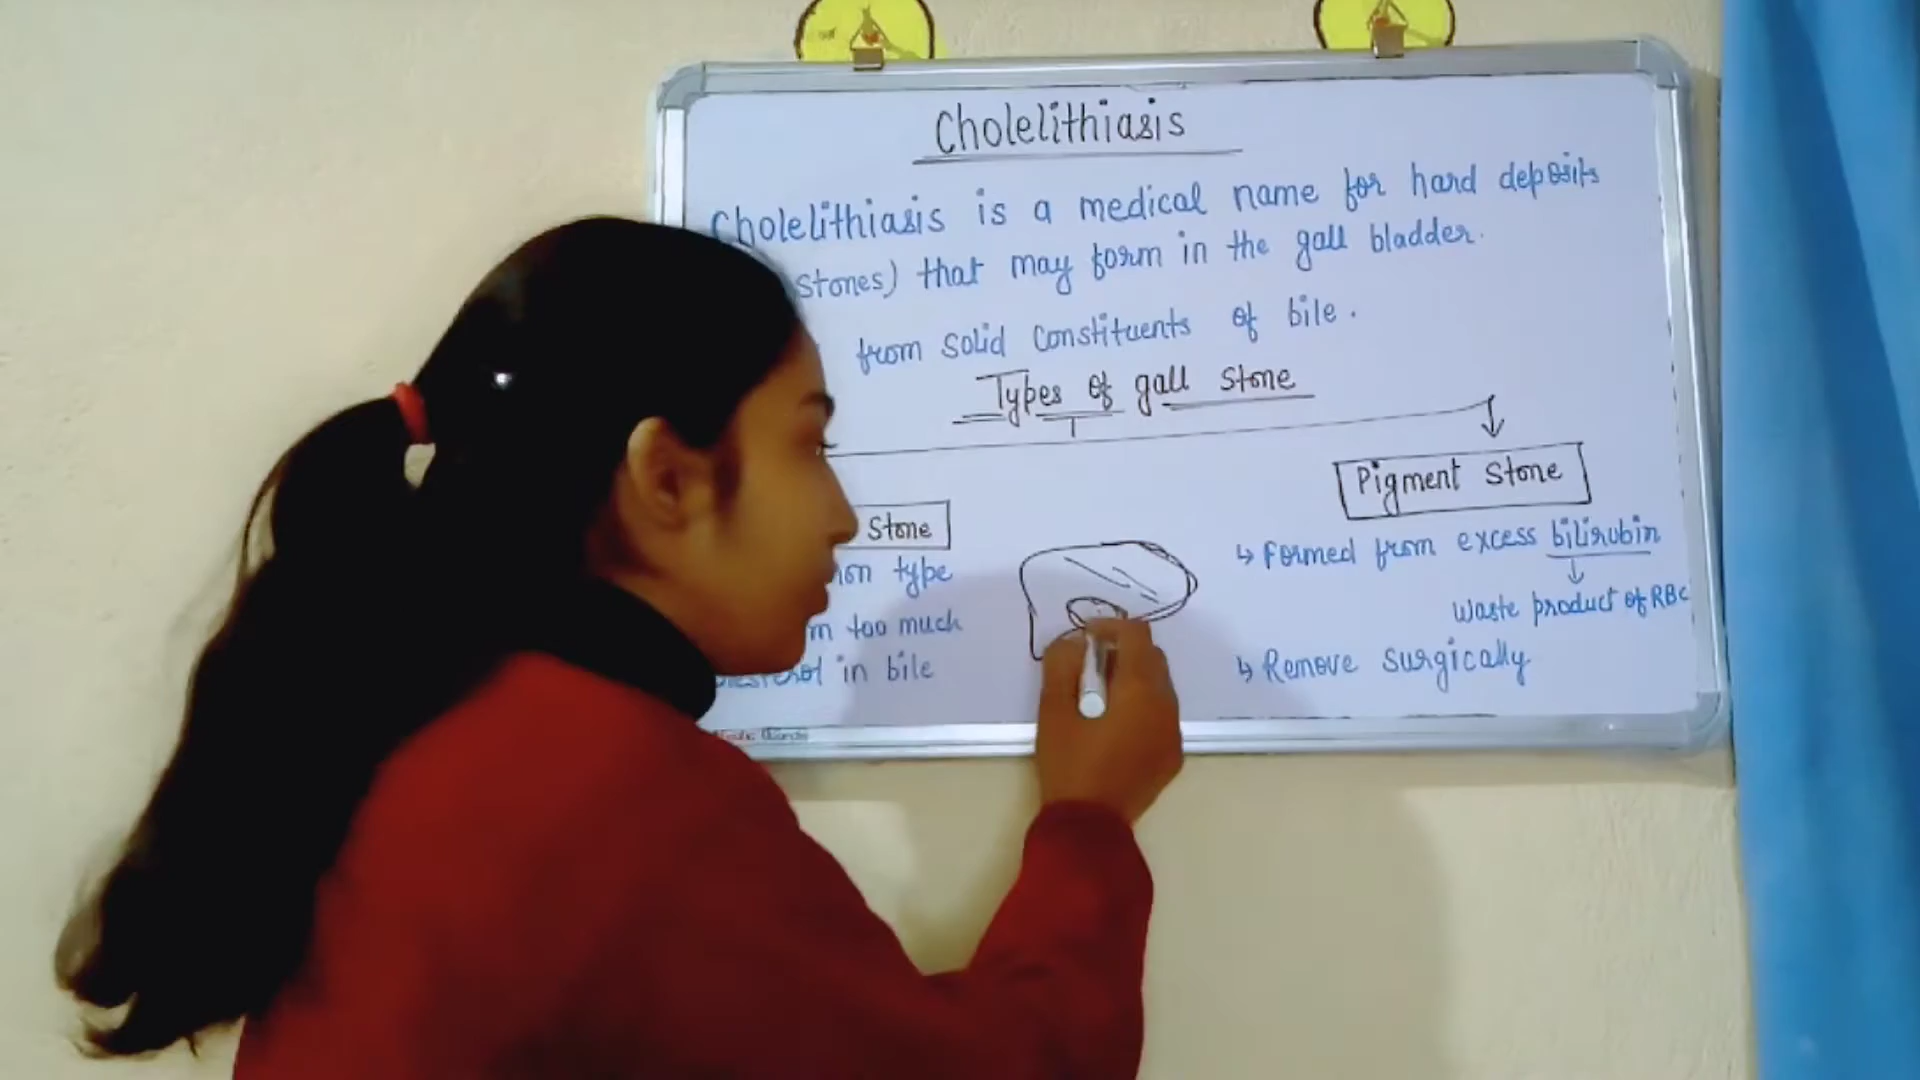 Cholelithiasis
Cholelithiasis is a medical name for hard deposits
stones) that may form in the gall bladder.
from solid constituents of bile.
Types of gall stone
Stone
Pigment stone
type
too much
in bile
↳ Formed from excess bilirubin
↓
waste product of RBC
↳ Remove surgically